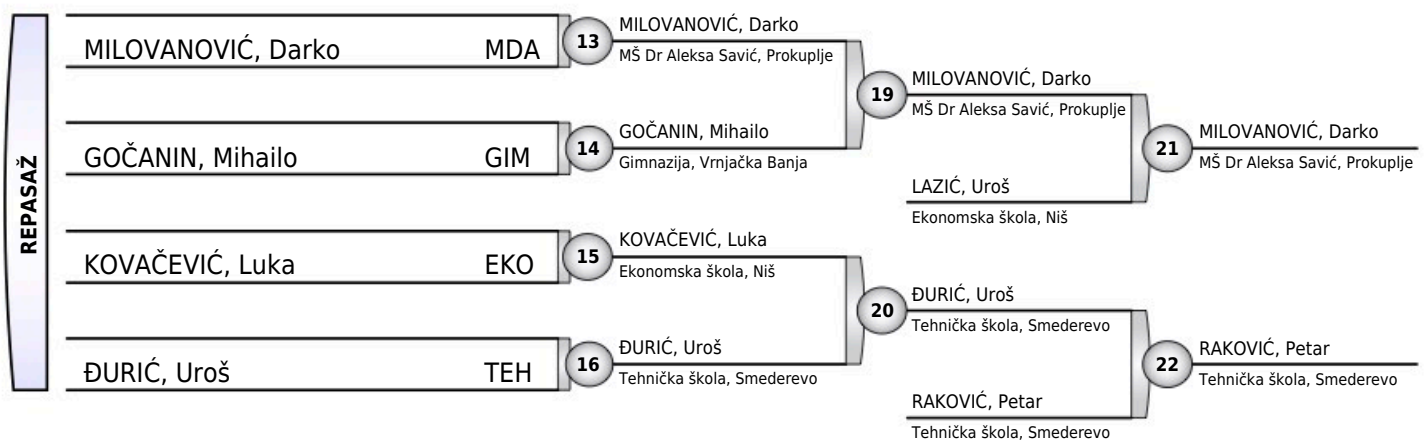 REPASAŽ
MILOVANOVIĆ, Darko MDA
GOČANIN, Mihailo GIM
KOVAČEVIĆ, Luka EKO
ĐURIĆ, Uroš TEH
13
MILOVANOVIĆ, Darko
MŠ Dr Aleksa Savić, Prokuplje
14
GOČANIN, Mihailo
Gimnazija, Vrnjačka Banja
15
KOVAČEVIĆ, Luka
Ekonomska škola, Niš
16
ĐURIĆ, Uroš
Tehnička škola, Smederevo
19
MILOVANOVIĆ, Darko
MŠ Dr Aleksa Savić, Prokuplje
LAZIĆ, Uroš
Ekonomska škola, Niš
20
ĐURIĆ, Uroš
Tehnička škola, Smederevo
RAKOVIĆ, Petar
Tehnička škola, Smederevo
21
MILOVANOVIĆ, Darko
MŠ Dr Aleksa Savić, Prokuplje
22
RAKOVIĆ, Petar
Tehnička škola, Smederevo